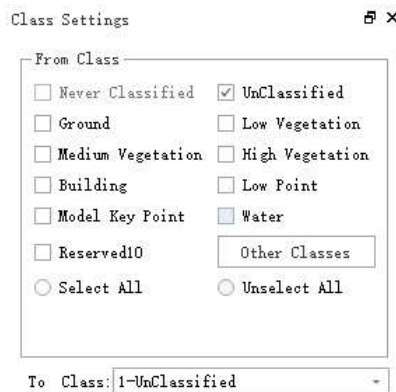 Class Settings
From Class
Never Classified UnClassified
Ground Low Vegetation
Medium Vegetation High Vegetation
Building Low Point
Model Key Point Water
Reserved10 Other Classes
Select All Unselect All
To Class: 1-UnClassified